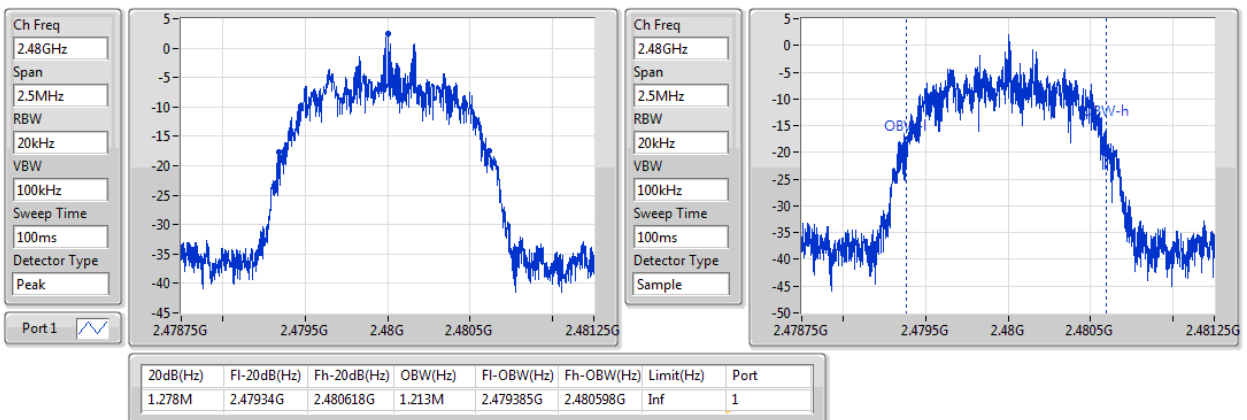 Ch Freq
2.48GHz
Span
2.5MHz
RBW
20kHz
VBW
100kHz
Sweep Time
100ms
Detector Type
Peak
Port 1
5
0
-5
-10
-15
-20
-25
-30
-35
-40
-45
2.47875G 2.4795G 2.48G 2.4805G 2.48125G
Ch Freq
2.48GHz
Span
2.5MHz
RBW
20kHz
VBW
100kHz
Sweep Time
100ms
Detector Type
Sample
5
0
-5
-10
-15
-20
-25
-30
-35
-40
-45
-50
2.47875G 2.4795G 2.48G 2.4805G 2.48125G
20dB(Hz) Fl-20dB(Hz) Fh-20dB(Hz) OBW(Hz) Fl-OBW(Hz) Fh-OBW(Hz) Limit(Hz) Port
1.278M 2.47934G 2.480618G 1.213M 2.479385G 2.480598G Inf 1